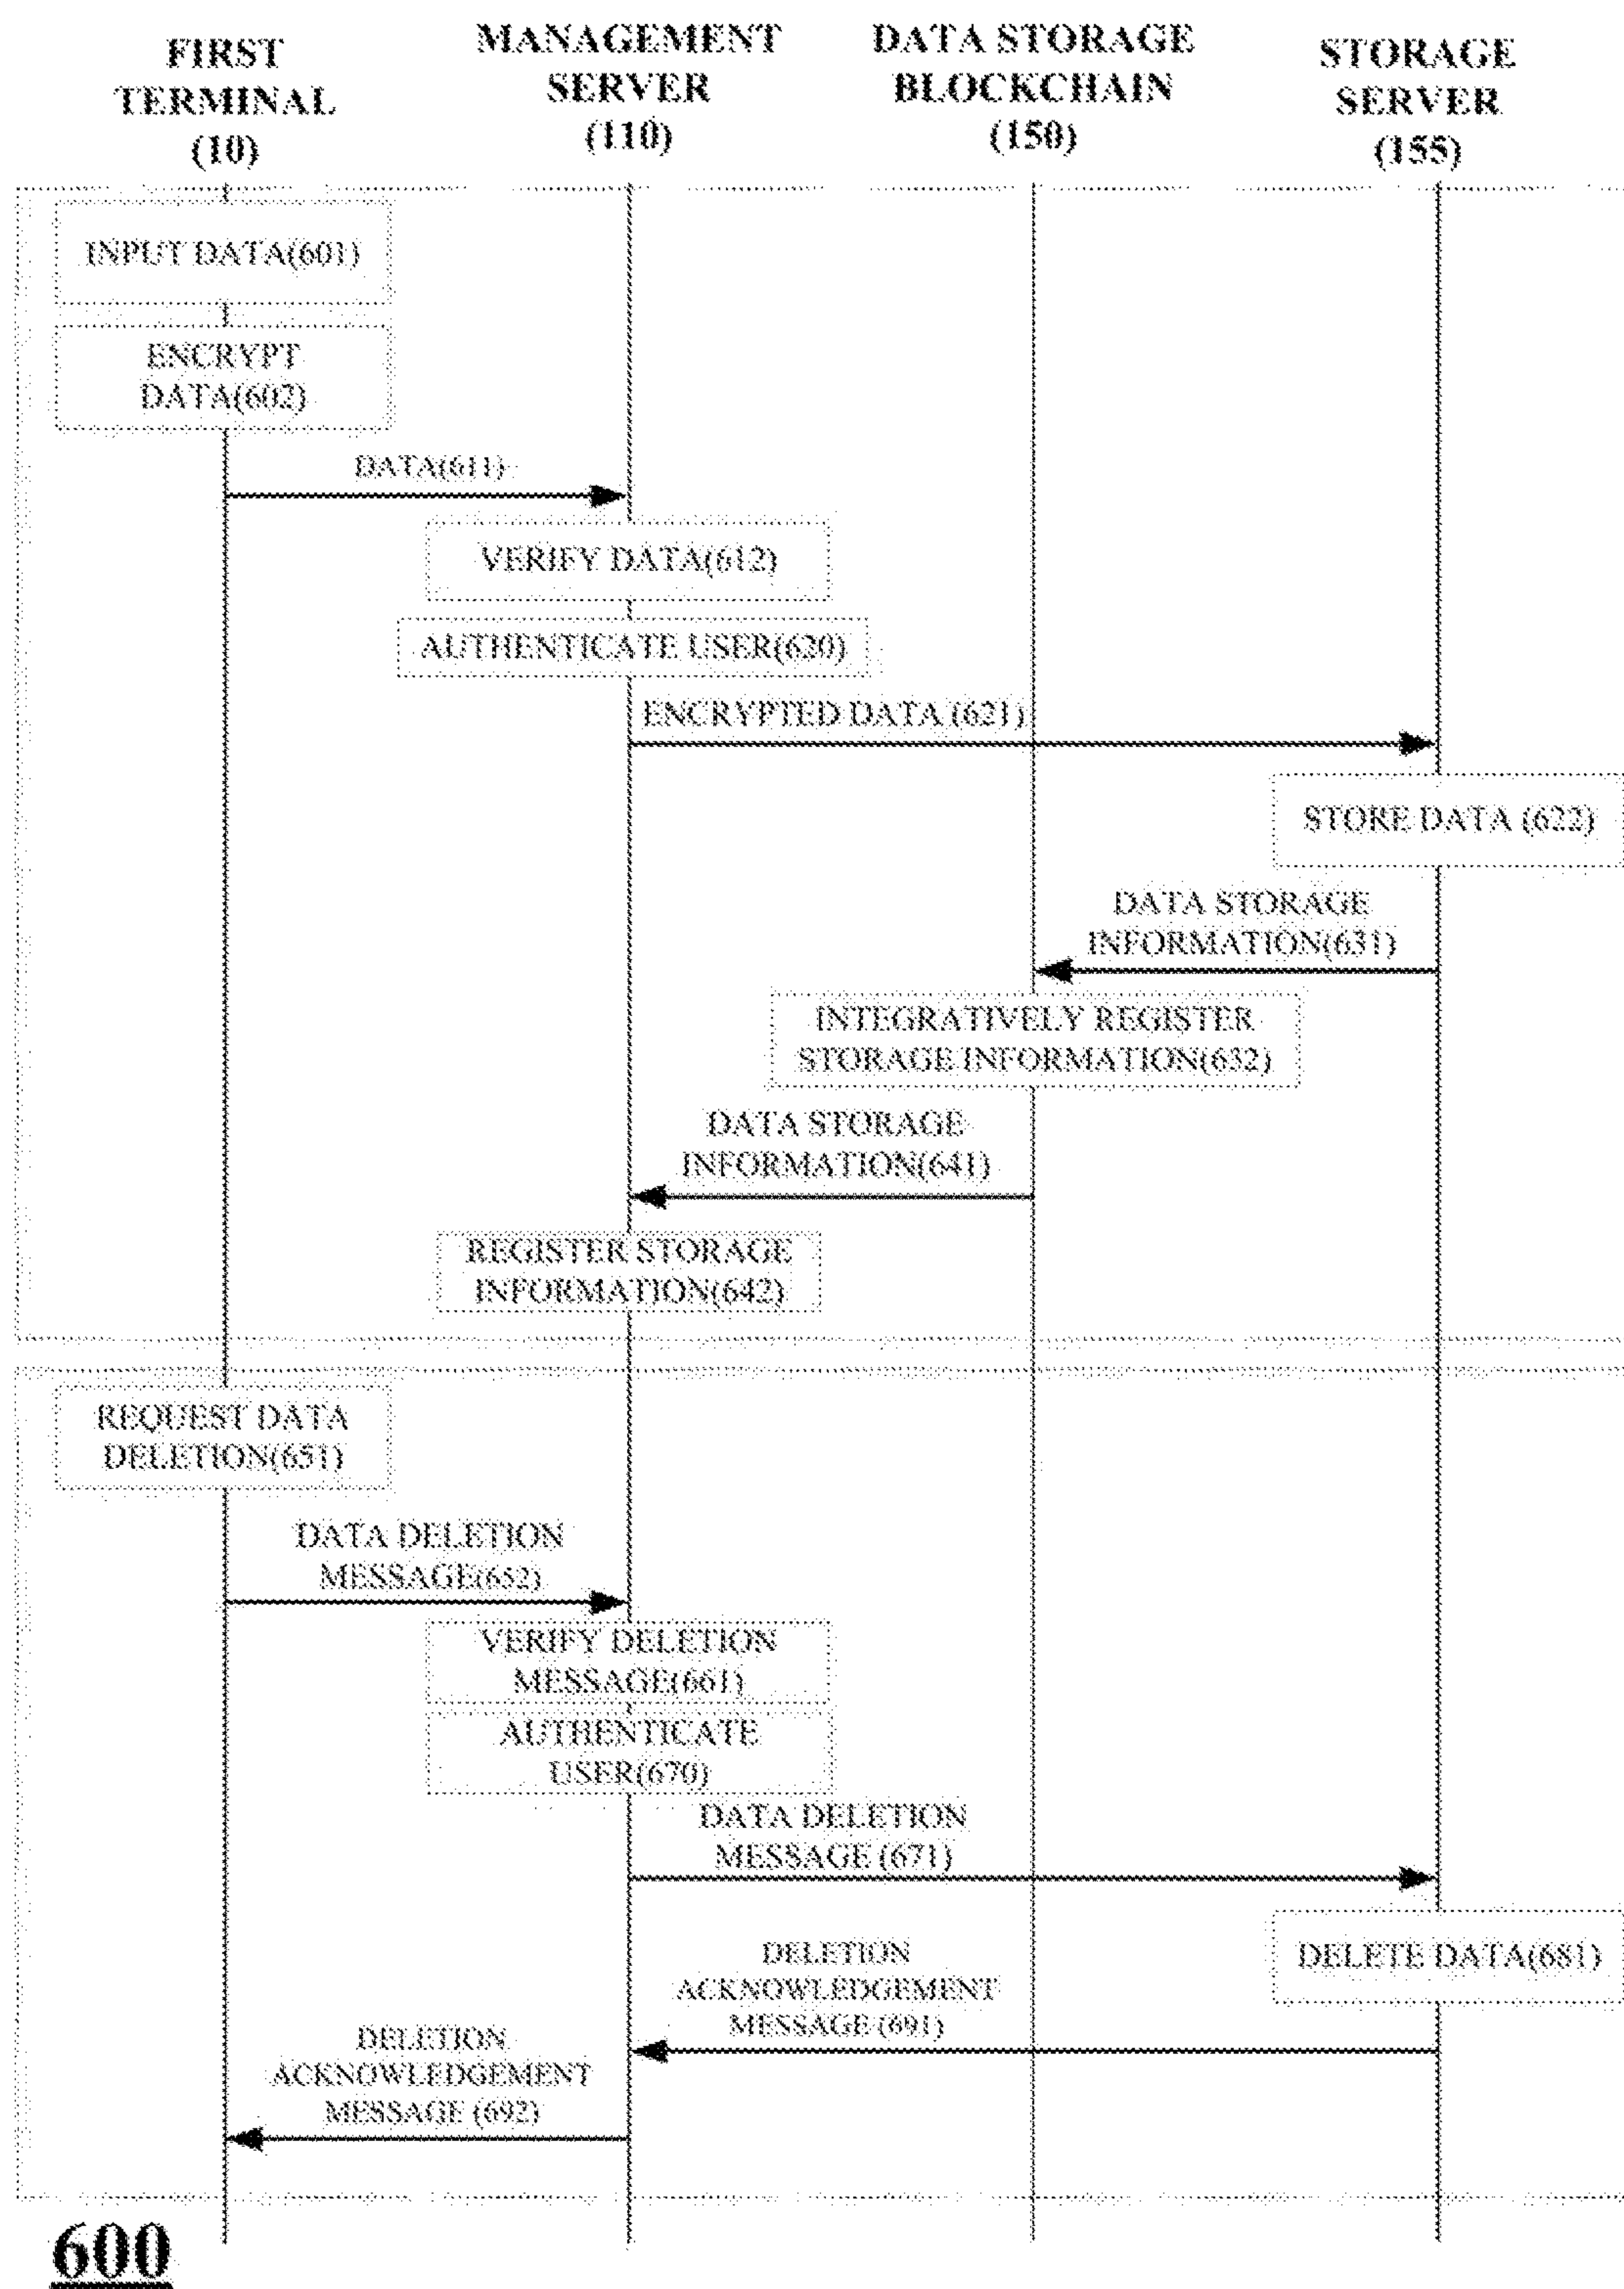 FIRST
TERMINAL
(10)
MANAGEMENT
SERVER
(110)
DATA STORAGE
BLOCKCHAIN
(150)
STORAGE
SERVER
(155)
INPUT DATA(601)
ENCRYPT
DATA(602)
DATA(611)
VERIFY DATA(612)
AUTHENTICATE USER(620)
ENCRYPTED DATA (621)
STORE DATA (622)
DATA STORAGE
INFORMATION(631)
INTEGRATIVELY REGISTER
STORAGE INFORMATION(632)
DATA STORAGE
INFORMATION(641)
REGISTER STORAGE
INFORMATION(642)
REQUEST DATA
DELETION(651)
DATA DELETION
MESSAGE(652)
VERIFY DELETION
MESSAGE(661)
AUTHENTICATE
USER(670)
DATA DELETION
MESSAGE (671)
DELETE DATA(681)
DELETION
ACKNOWLEDGEMENT
MESSAGE (691)
DELETION
ACKNOWLEDGEMENT
MESSAGE (692)
600